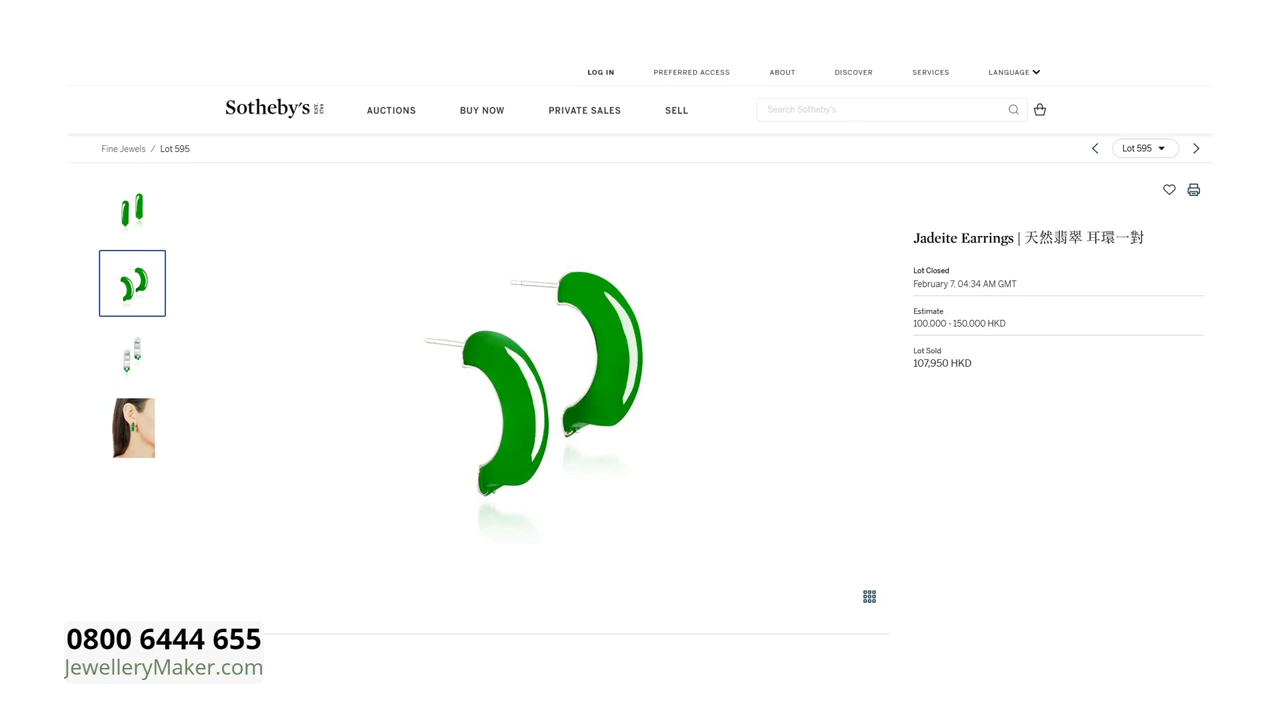 LOG IN
PREFERRED ACCESS
ABOUT
DISCOVER
SERVICES
LANGUAGE
Sotheby's EST. 1744
AUCTIONS
BUY NOW
PRIVATE SALES
SELL
Search Sotheby's
Fine Jewels / Lot 595
Lot 595
Jadeite Earrings | 天然翡翠 耳環一對
Lot Closed
February 7, 04:34 AM GMT
Estimate
100,000 - 150,000 HKD
Lot Sold
107,950 HKD
0800 6444 655
JewelleryMaker.com